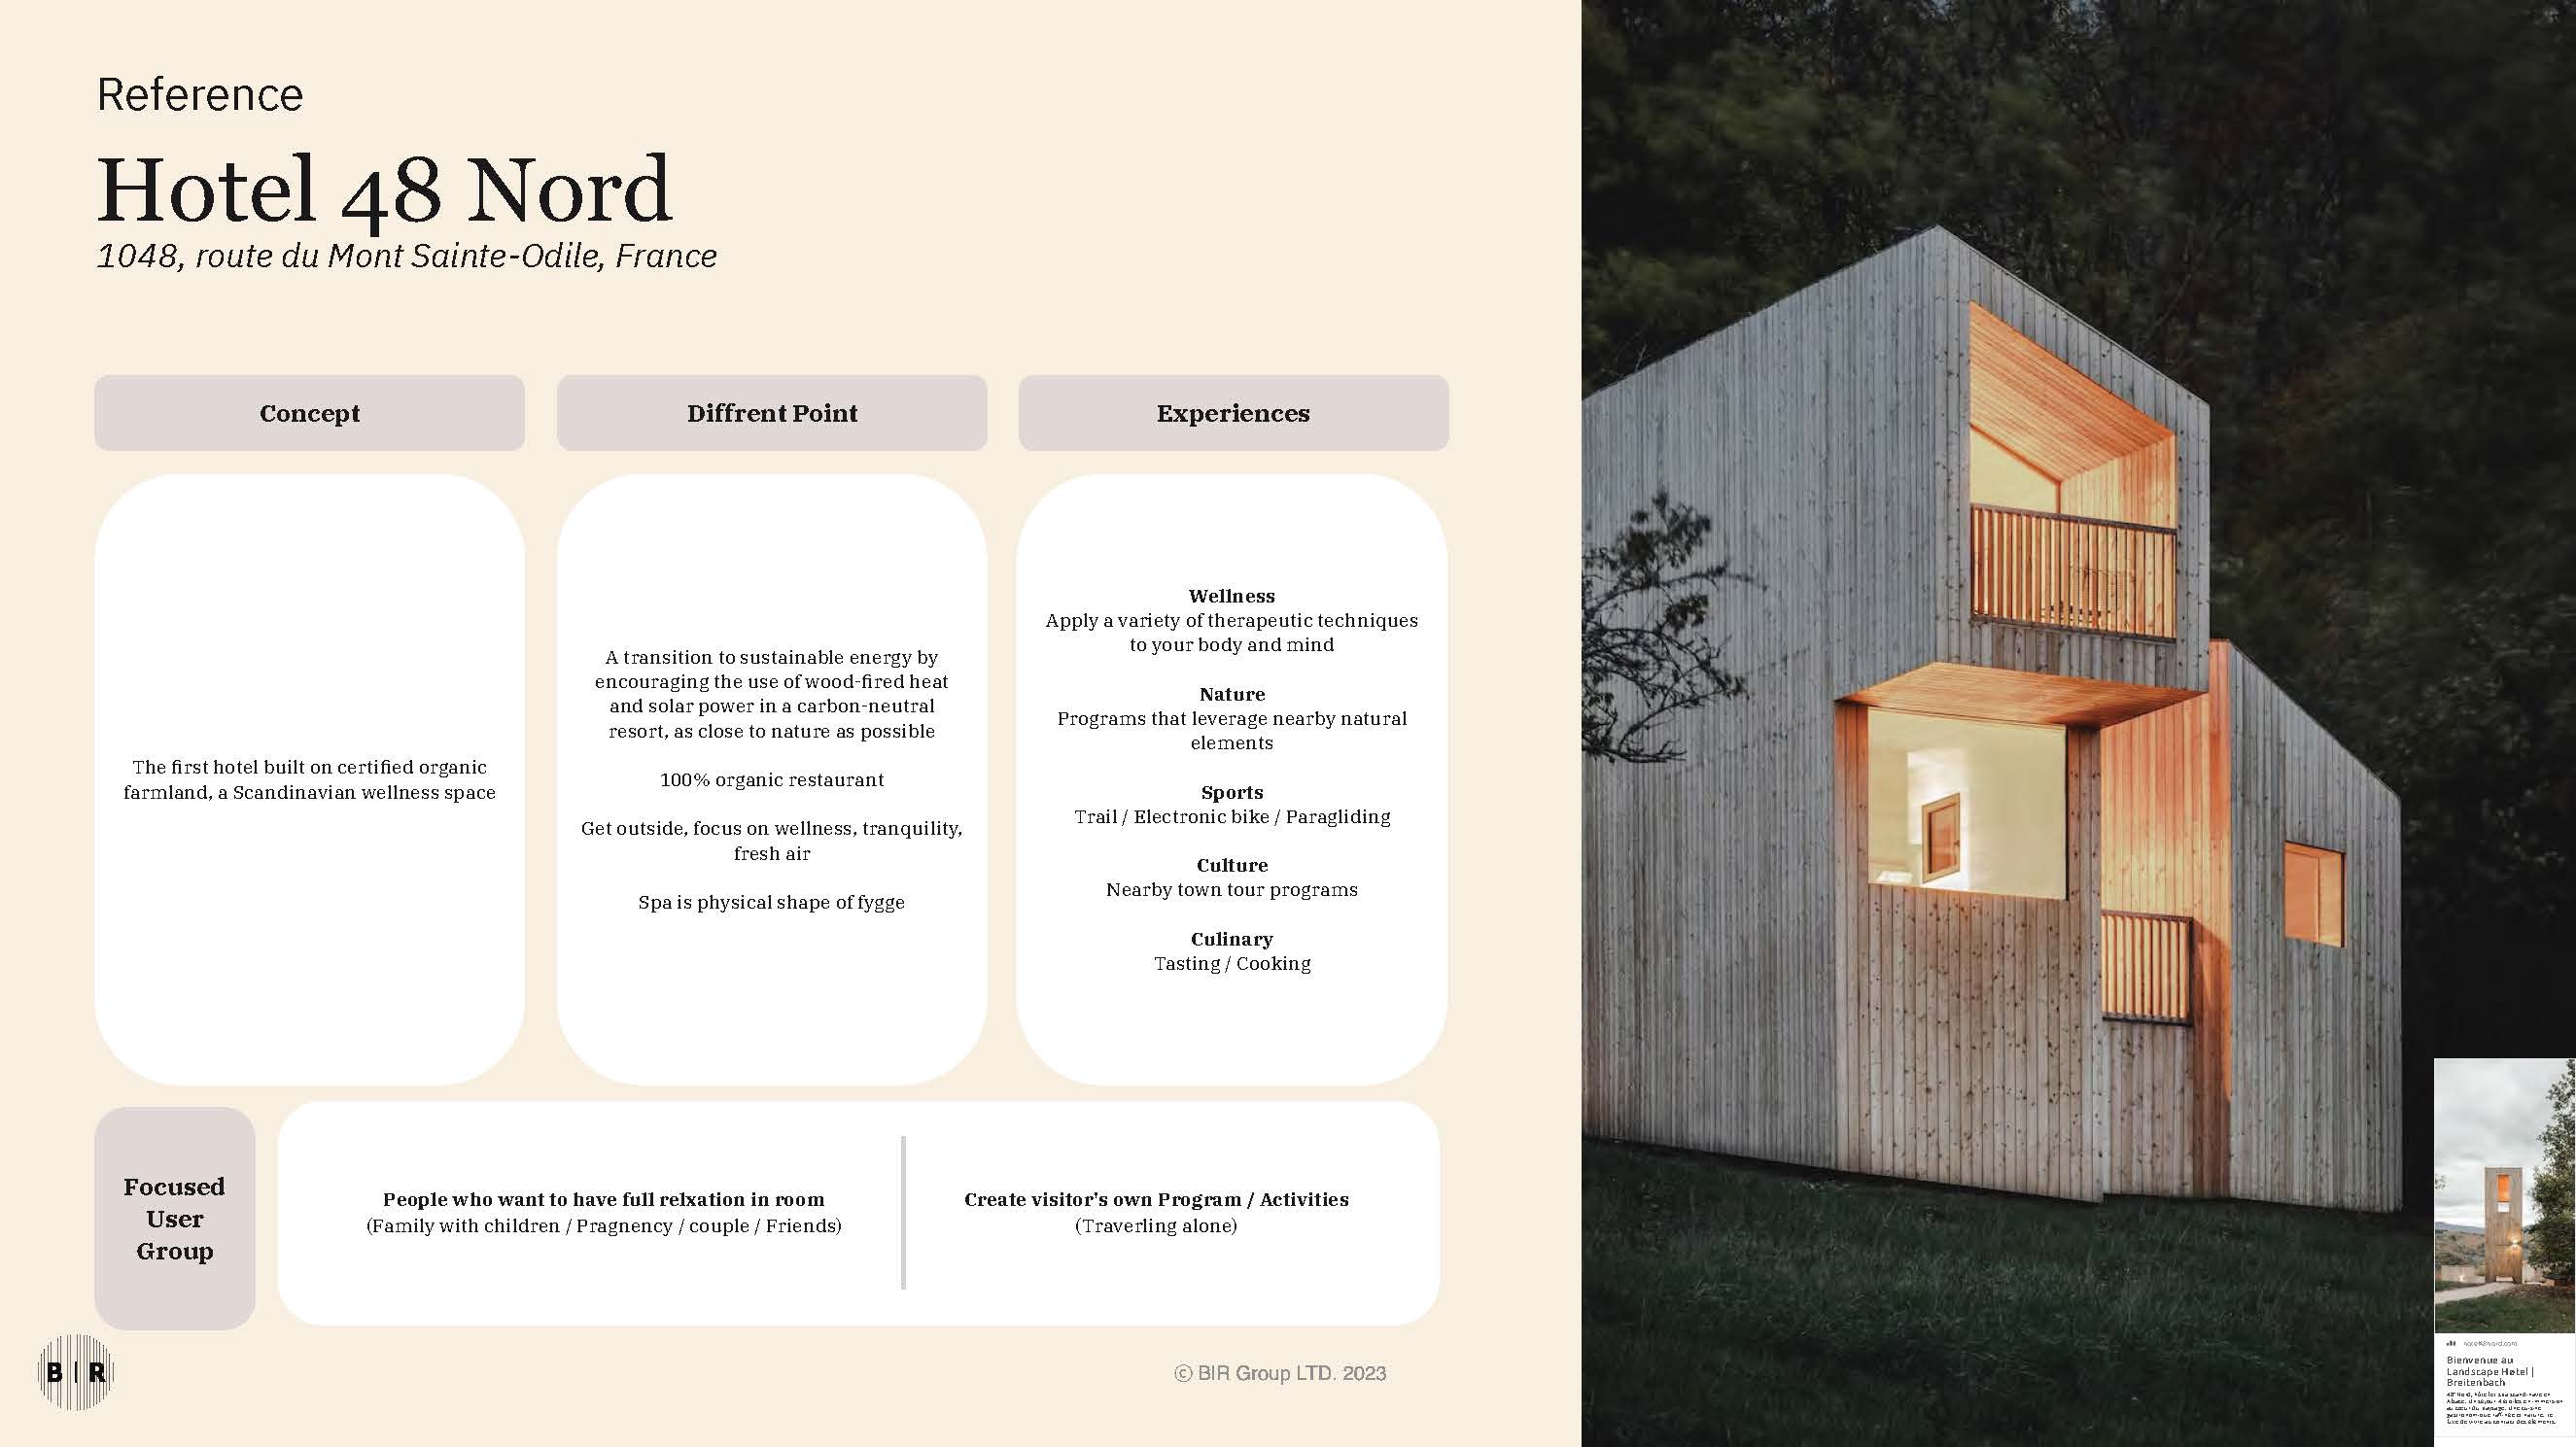 Reference
Hotel 48 Nord
1048, route du Mont Sainte-Odile, France
Concept
Diffrent Point
Experiences
The first hotel built on certified organic
farmland, a Scandinavian wellness space
A transition to sustainable energy by
encouraging the use of wood-fired heat
and solar power in a carbon-neutral
resort, as close to nature as possible
100% organic restaurant
Get outside, focus on wellness, tranquility,
fresh air
Spa is physical shape of fygge
Wellness
Apply a variety of therapeutic techniques
to your body and mind
Nature
Programs that leverage nearby natural
elements
Sports
Trail / Electronic bike / Paragliding
Culture
Nearby town tour programs
Culinary
Tasting / Cooking
Focused
User
Group
People who want to have full relxation in room
(Family with children / Pragnency / couple / Friends)
Create visitor's own Program / Activities
(Traverling alone)
B | R
© BIR Group LTD. 2023
Bienvenue au
Landscape Hotel |
Breitenbach